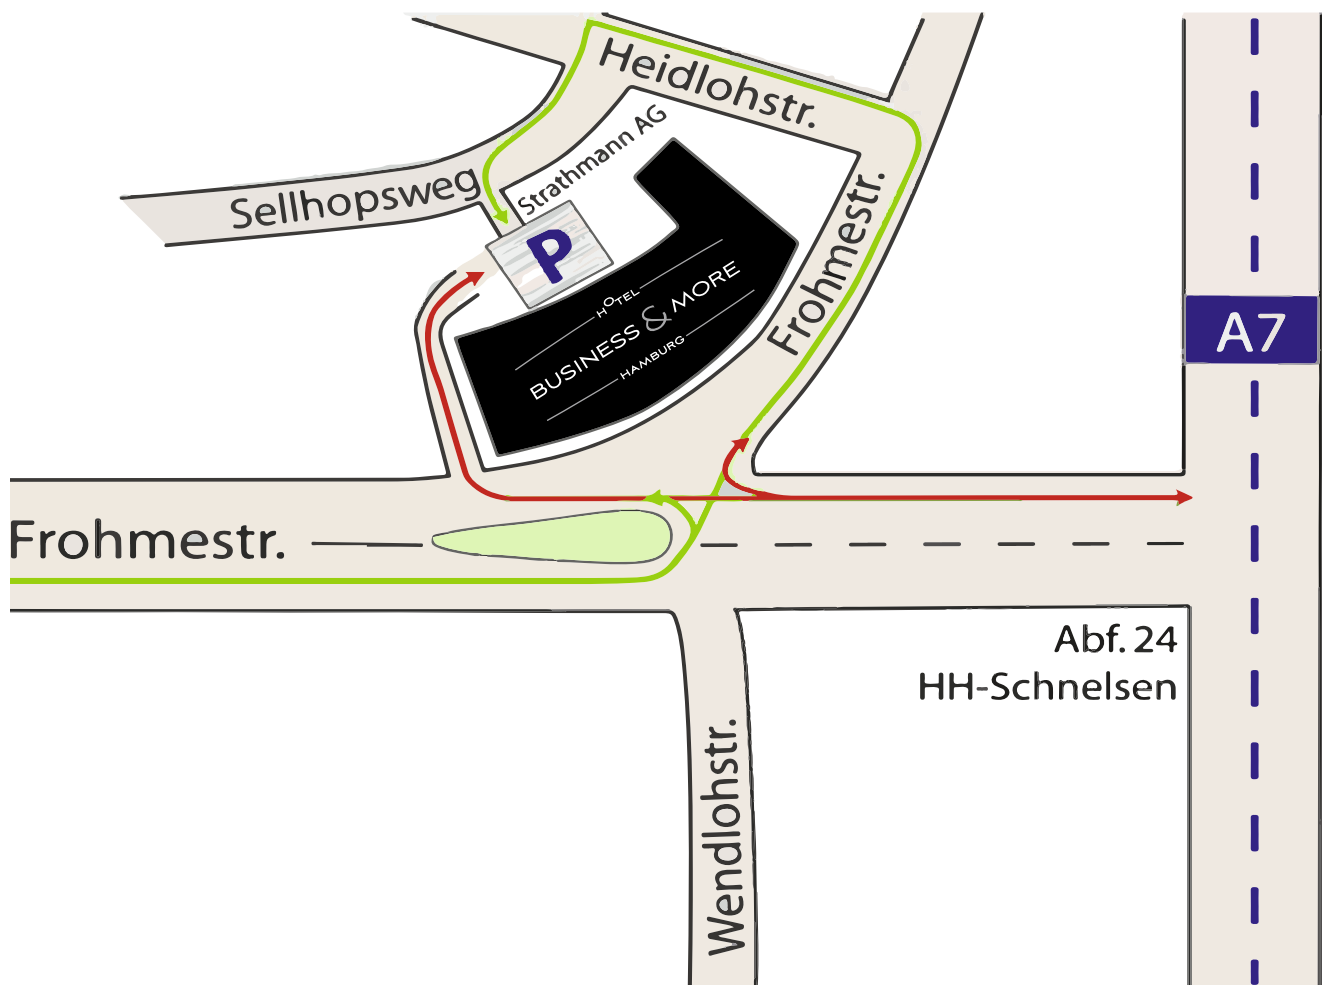 Heidlohstr.
Strathmann AG
Sellhopsweg
P
Frohmestr.
HOTEL
BUSINESS & MORE
HAMBURG
A7
Frohmestr.
Abf. 24
HH-Schnelsen
Wendlohstr.